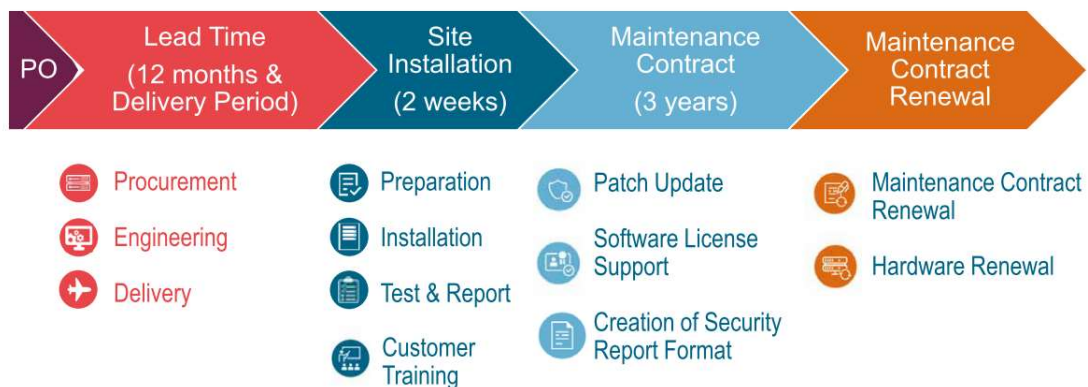 PO
Lead Time
(12 months &
Delivery Period)
Site
Installation
(2 weeks)
Maintenance
Contract
(3 years)
Maintenance
Contract
Renewal
Procurement
Engineering
Delivery
Preparation
Installation
Test & Report
Customer
Training
Patch Update
Software License
Support
Creation of Security
Report Format
Maintenance Contract
Renewal
Hardware Renewal